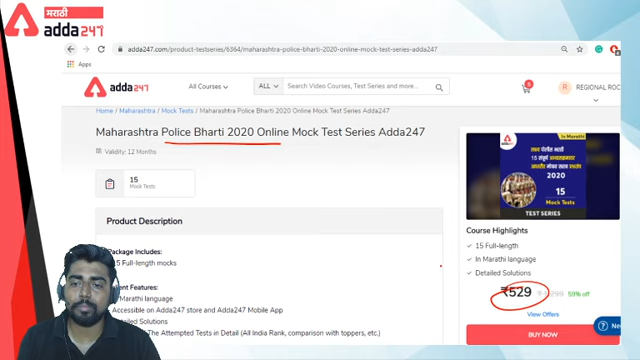 मराठी
adda247
adda247.com/product-testseries/6364/maharashtra-police-bharti-2020-online-mock-test-series-adda247
Apps
adda247
All Courses
ALL
Search Video Courses, Test Series and more..
6
R
REGIONAL ROC
Home / Maharashtra / Mock Tests / Maharashtra Police Bharti 2020 Online Mock Test Series Adda247
Maharashtra Police Bharti 2020 Online Mock Test Series Adda247
Validity: 12 Months
15
Mock Tests
Product Description
Package Includes:
15 Full-length mocks
Features:
Marathi language
Accessible on Adda247 store and Adda247 Mobile App
Solutions
The Attempted Tests in Detail (All India Rank, comparison with toppers, etc.)
In Marathi
2020
15
Mock Tests
TEST SERIES
Course Highlights
15 Full-length
In Marathi language
Detailed Solutions
₹529
59% off
View Offers
BUY NOW